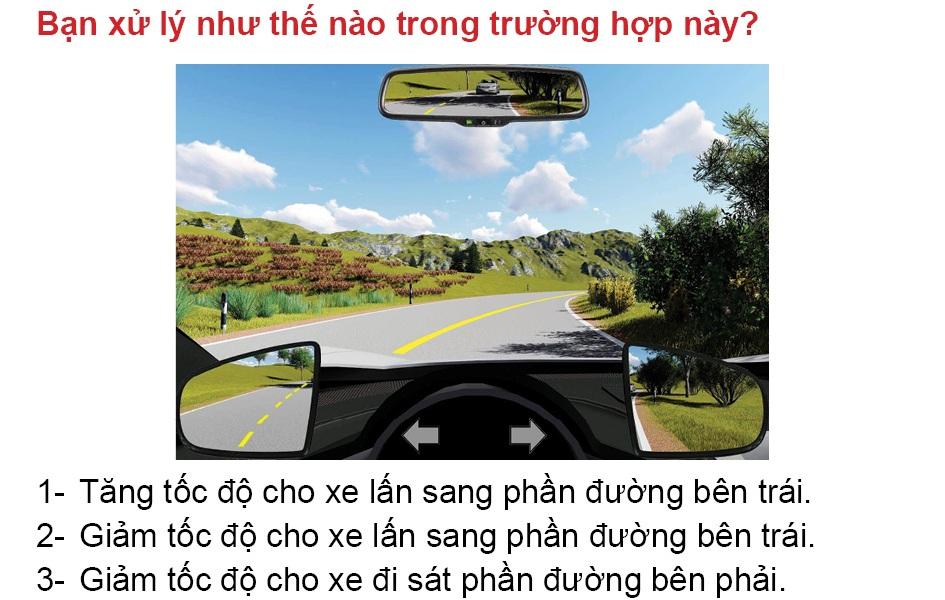 Bạn xử lý như thế nào trong trường hợp này?
1- Tăng tốc độ cho xe lấn sang phần đường bên trái.
2- Giảm tốc độ cho xe lấn sang phần đường bên trái.
3- Giảm tốc độ cho xe đi sát phần đường bên phải.